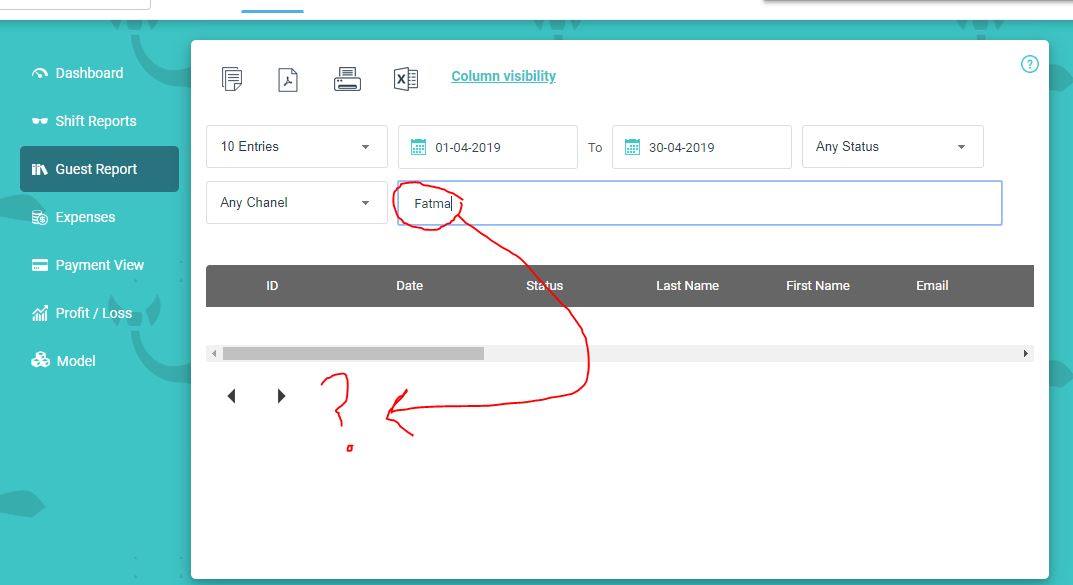 Dashboard
Shift Reports
Guest Report
Expenses
Payment View
Profit / Loss
Model
Column visibility
?
10 Entries
01-04-2019
To
30-04-2019
Any Status
Any Chanel
Fatma
ID Date Status Last Name First Name Email
?